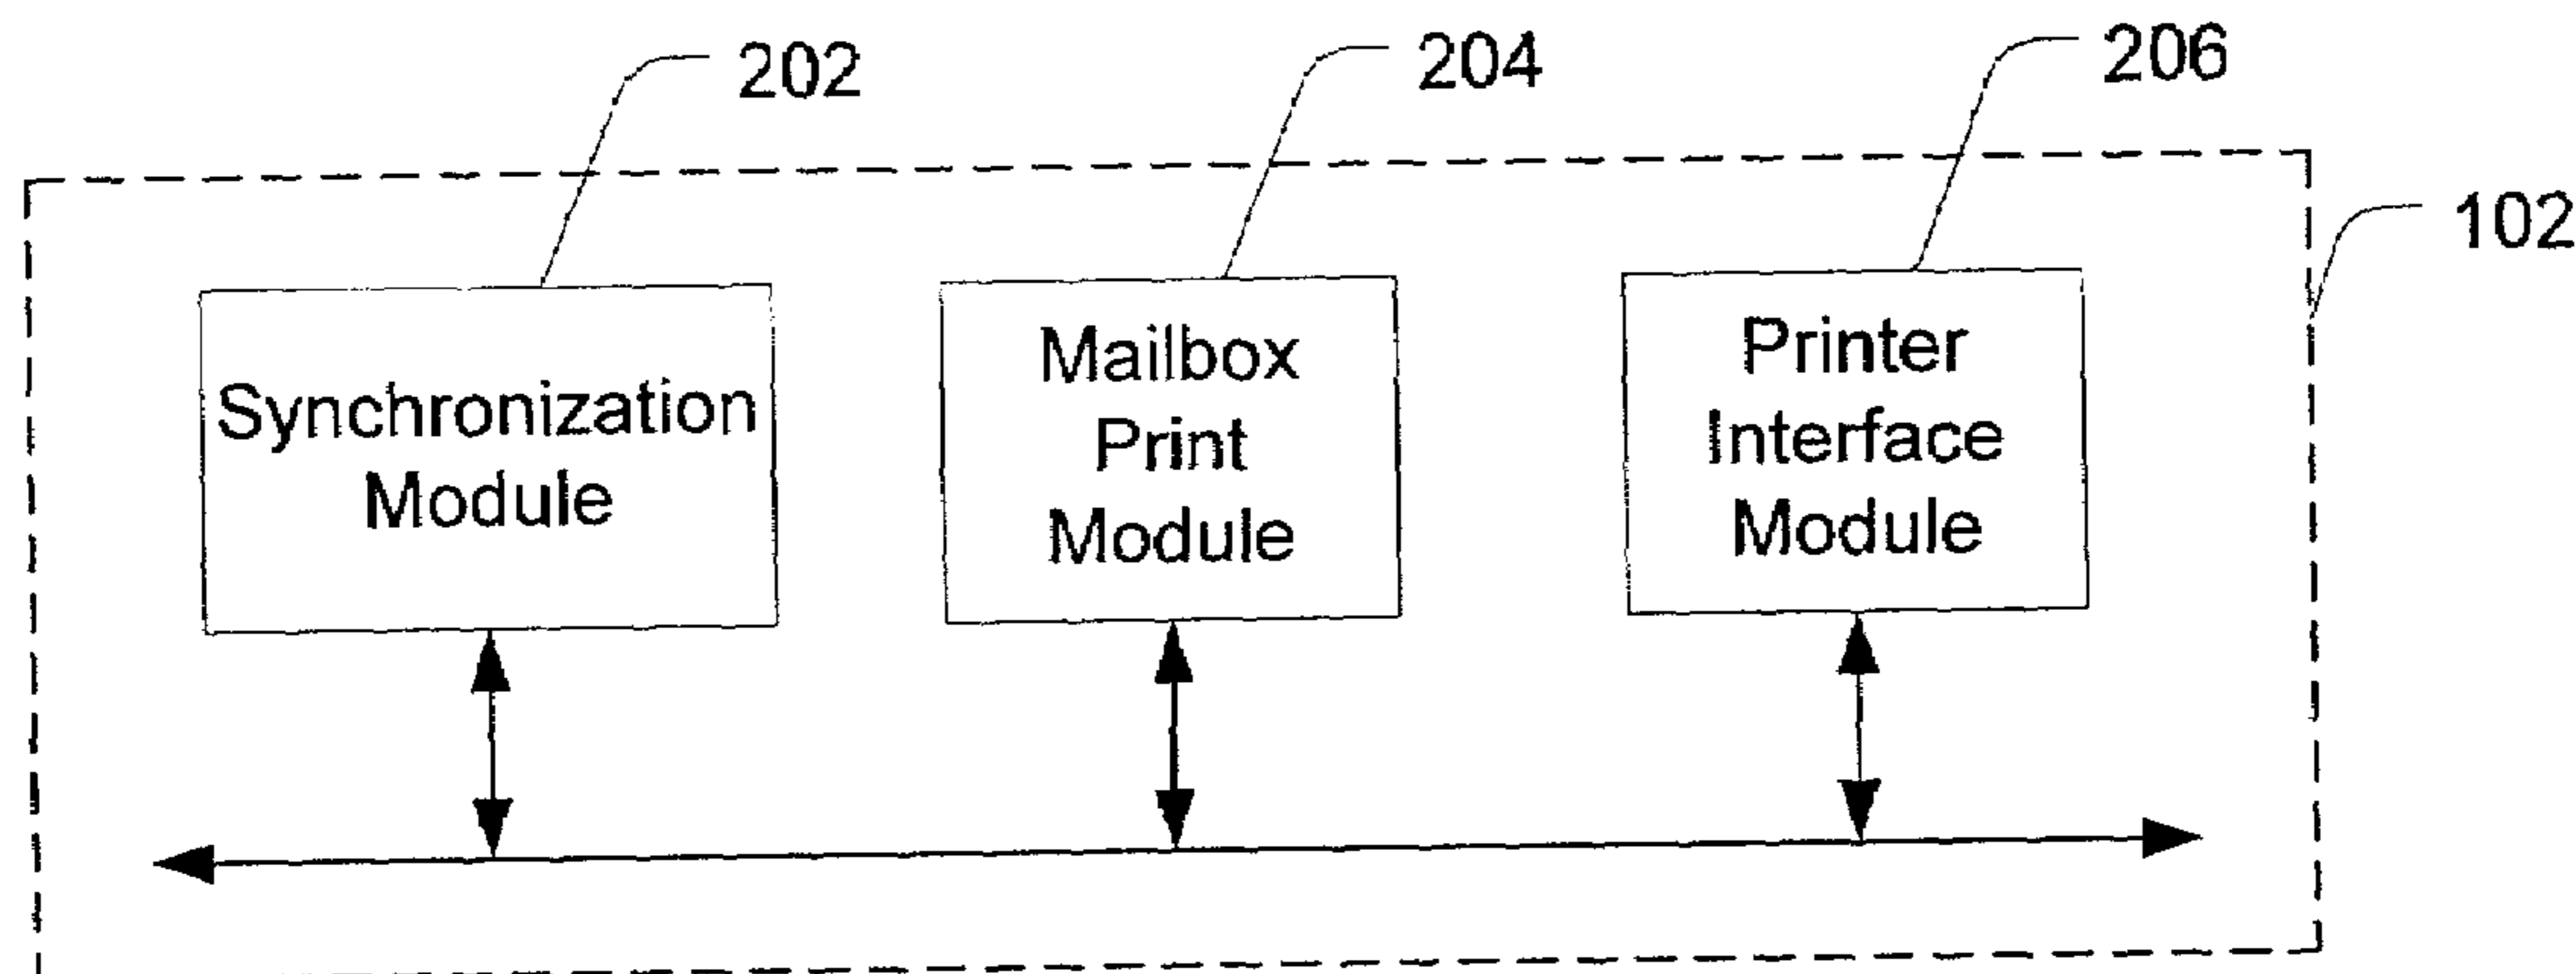 202
204
206
102
Synchronization
Module
Mailbox
Print
Module
Printer
Interface
Module